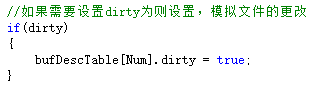 //如果需要设置dirty为则设置，模拟文件的更改
if(dirty)
{
    bufDescTable[Num].dirty = true;
}